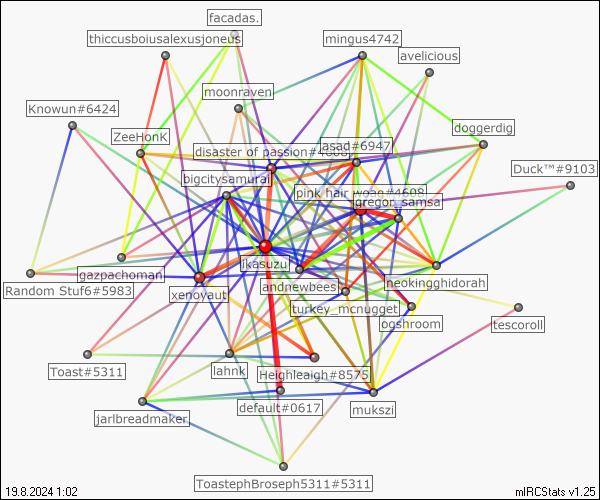 facadas.
thiccusboiusalexusjoneus
mingus4742
avelicious
moonraven
Knowun#6424
doggerdig
ZeeHonK
asad#6947
disaster of passion#4088
Duck™#9103
bigcitysamurai
pink hair w
#4608
gregor_samsa
ikasuzu
gazpachoman
Random Stuf6#5983
xenoyaut
andnewbees
neokingghidorah
turkey_mcnugget
ogshroom
tescoroll
Toast#5311
lahnk
Heighleaigh#8575
default#0617
mukszi
jarlbreadmaker
ToastephBroseph5311#5311
19.8.2024 1:02
mIRCStats v1.25